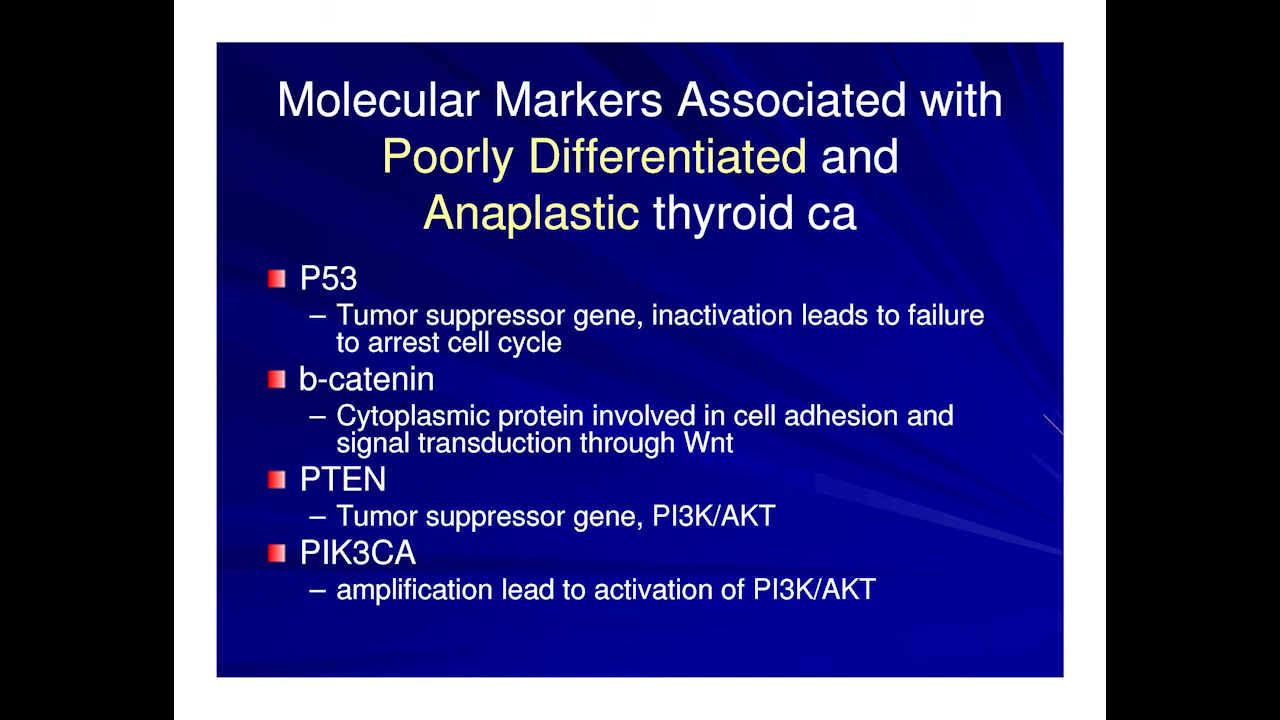 Molecular Markers Associated with
Poorly Differentiated and
Anaplastic thyroid ca
P53
– Tumor suppressor gene, inactivation leads to failure
to arrest cell cycle
b-catenin
– Cytoplasmic protein involved in cell adhesion and
signal transduction through Wnt
PTEN
– Tumor suppressor gene, PI3K/AKT
PIK3CA
– amplification lead to activation of PI3K/AKT